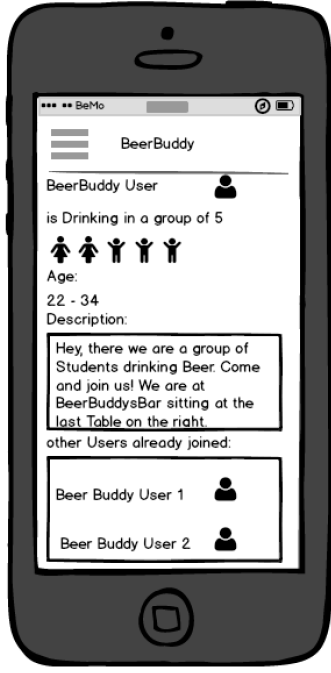 BeMo
BeerBuddy
BeerBuddy User
is Drinking in a group of 5
Age:
22 - 34
Description:
Hey, there we are a group of
Students drinking Beer. Come
and join us! We are at
BeerBuddysBar sitting at the
last Table on the right.
other Users already joined:
Beer Buddy User 1
Beer Buddy User 2